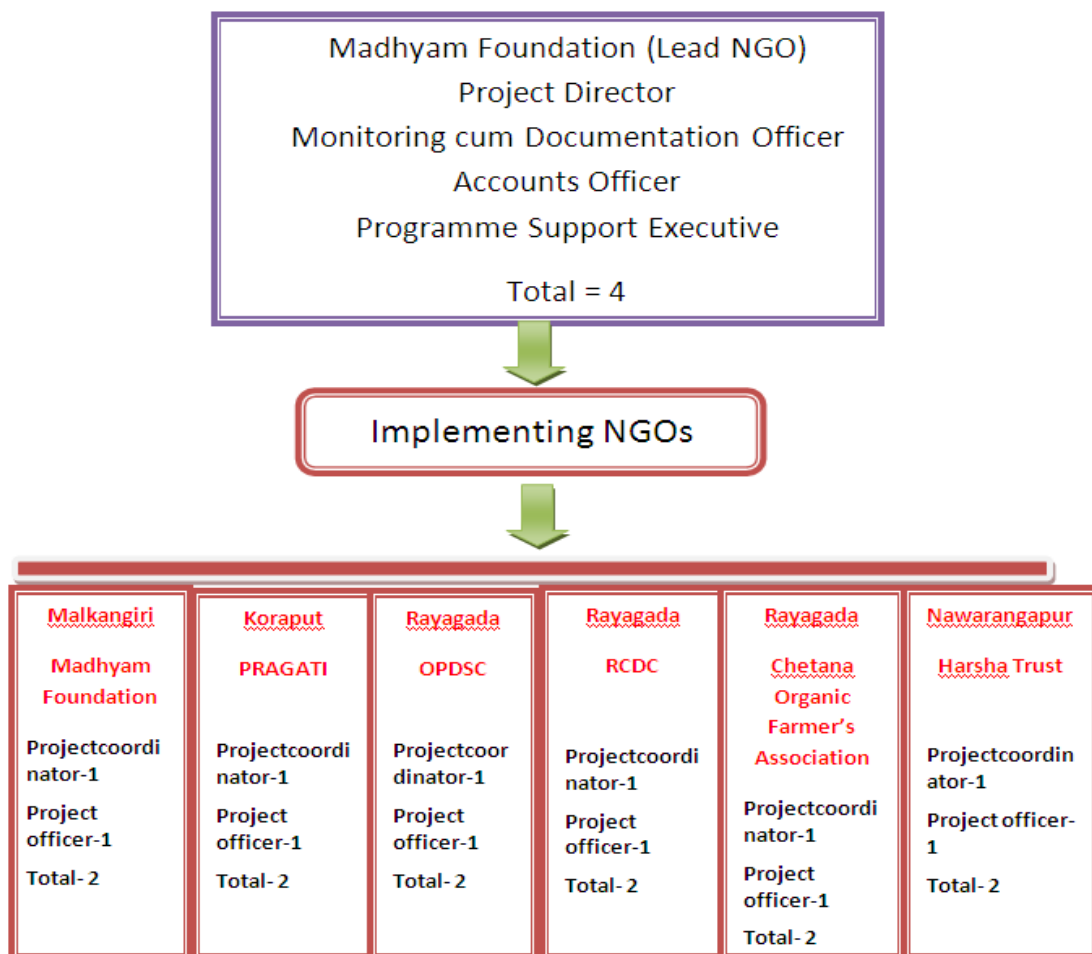 Madhyam Foundation (Lead NGO)
Project Director
Monitoring cum Documentation Officer
Accounts Officer
Programme Support Executive
Total = 4
Implementing NGOs
Malkangiri
Madhyam
Foundation
Projectcoordi
nator-1
Project
officer-1
Total- 2
Koraput
PRAGATI
Projectcoordi
nator-1
Project
officer-1
Total- 2
Rayagada
OPDSC
Projectcoor
dinator-1
Project
officer-1
Total- 2
Rayagada
RCDC
Projectcoordi
nator-1
Project
officer-1
Total- 2
Rayagada
Chetana
Organic
Farmer’s
Association
Projectcoordi
nator-1
Project
officer-1
Total- 2
Nawarangapur
Harsha Trust
Projectcoordin
ator-1
Project officer-
1
Total- 2